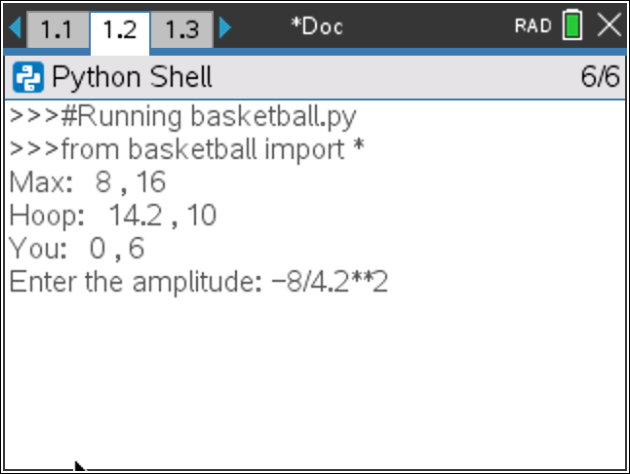 1.1 1.2 1.3 *Doc RAD
Python Shell 6/6
>>>#Running basketball.py
>>>from basketball import *
Max:  8 , 16
Hoop:  14.2 , 10
You:  0 , 6
Enter the amplitude: −8/4.2**2